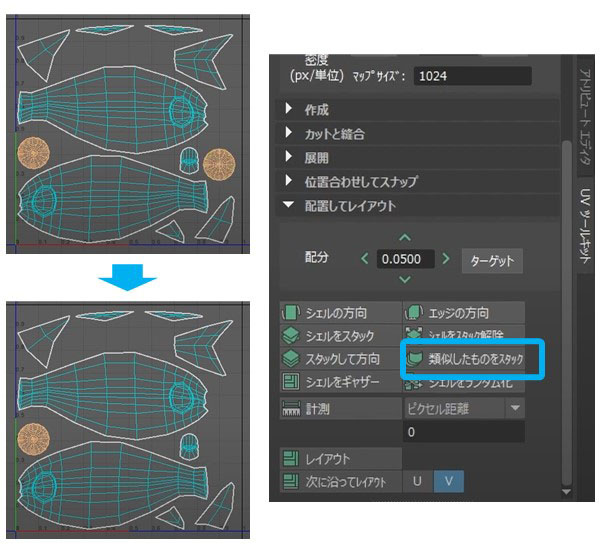 密度
(px/単位) マップサイズ: 1024
作成
カットと縫合
展開
位置合わせしてスナップ
配置してレイアウト
配分 0.0500 ターゲット
シェルの方向 エッジの方向
シェルをスタック シェルをスタック解除
スタックして方向 類似したものをスタック
シェルをギャザー シェルをランダム化
計測 ピクセル距離
0
レイアウト
次に沿ってレイアウト U V
アトリビュート エディタ
UV ツールキット